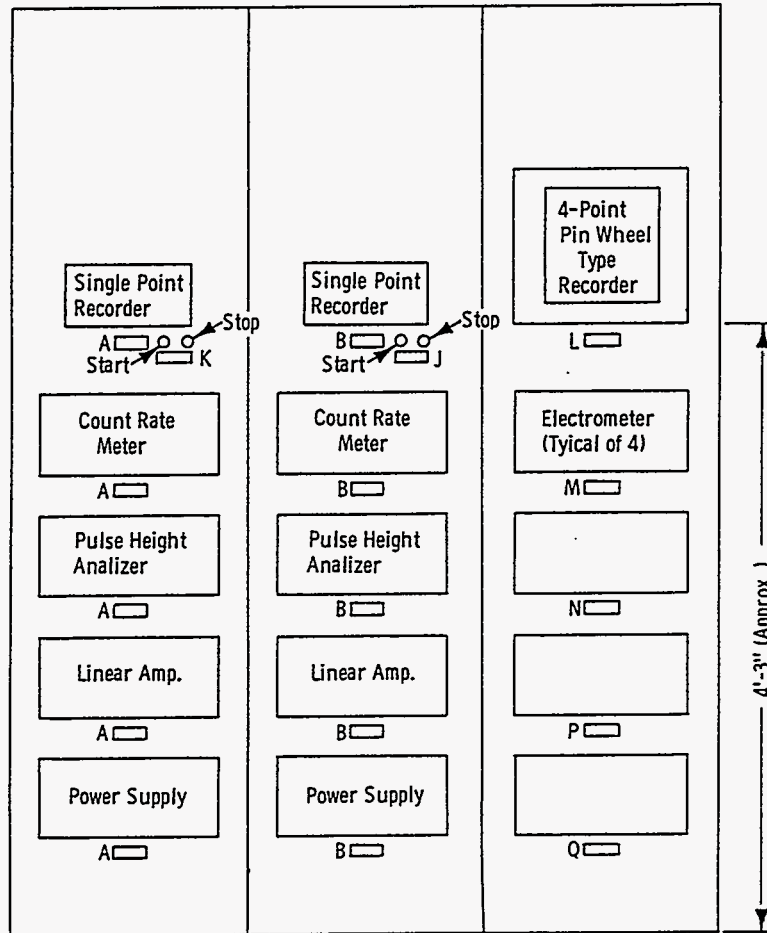 Single Point
Recorder
A
Start
Stop
K
Count Rate
Meter
A
Pulse Height
Analizer
A
Linear Amp.
A
Power Supply
A
Single Point
Recorder
B
Start
Stop
J
Count Rate
Meter
B
Pulse Height
Analizer
B
Linear Amp.
B
Power Supply
B
4-Point
Pin Wheel
Type
Recorder
L
Electrometer
(Tyical of 4)
M
N
P
Q
4'-3" (Approx.)